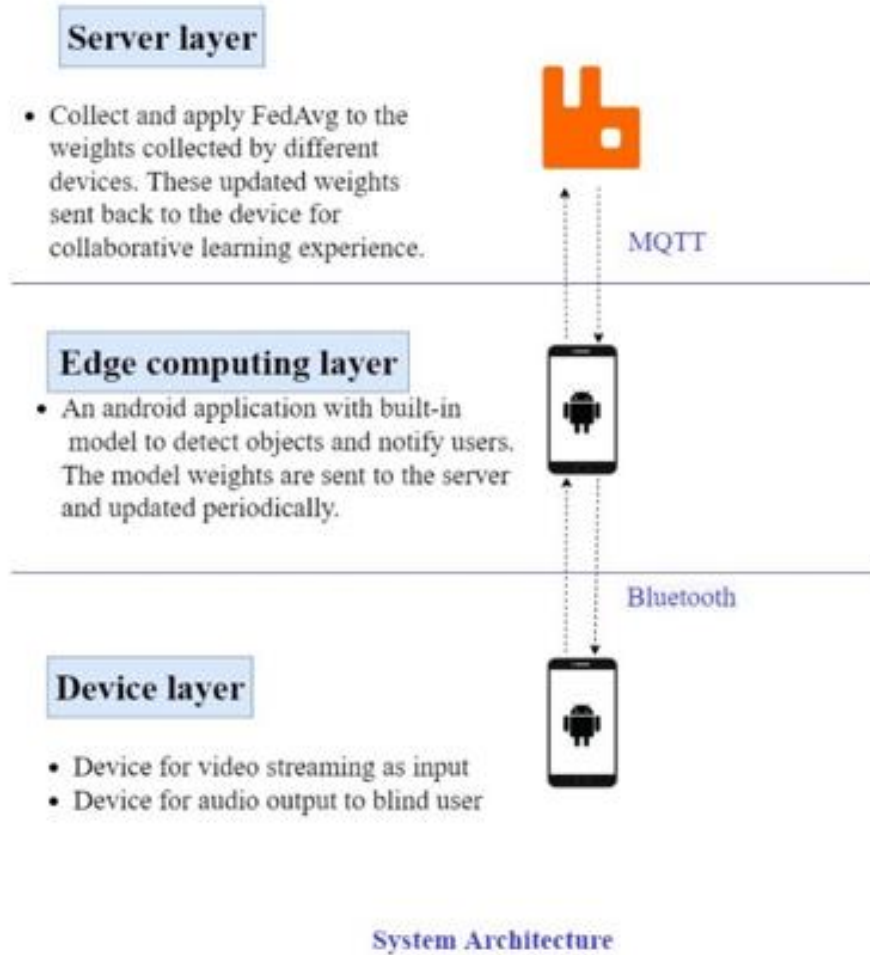 Server layer
• Collect and apply FedAvg to the
weights collected by different
devices. These updated weights
sent back to the device for
collaborative learning experience.
MQTT
Edge computing layer
• An android application with built-in
model to detect objects and notify users.
The model weights are sent to the server
and updated periodically.
Bluetooth
Device layer
• Device for video streaming as input
• Device for audio output to blind user
System Architecture